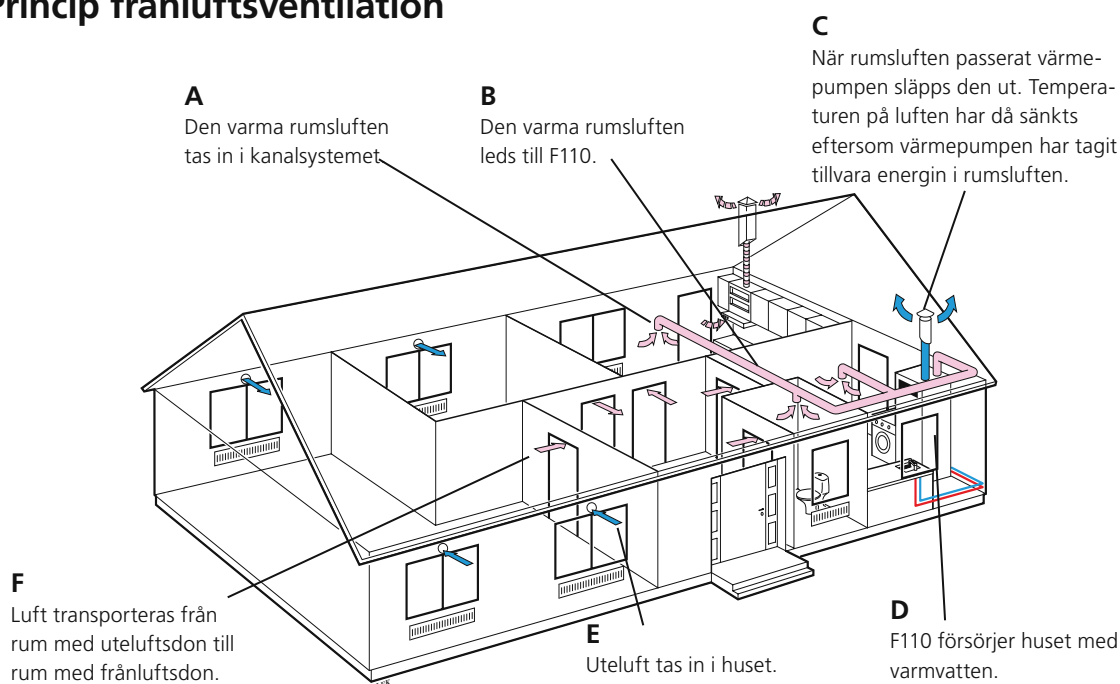 Princip frånluftsventilation
C
När rumsluften passerat värme-
pumpen släpps den ut. Tempera-
turen på luften har då sänkts
eftersom värmepumpen har tagit
tillvara energin i rumsluften.
A
Den varma rumsluften
tas in i kanalsystemet
B
Den varma rumsluften
leds till F110.
F
Luft transporteras från
rum med uteluftsdon till
rum med frånluftsdon.
E
Uteluft tas in i huset.
D
F110 försörjer huset med
varmvatten.